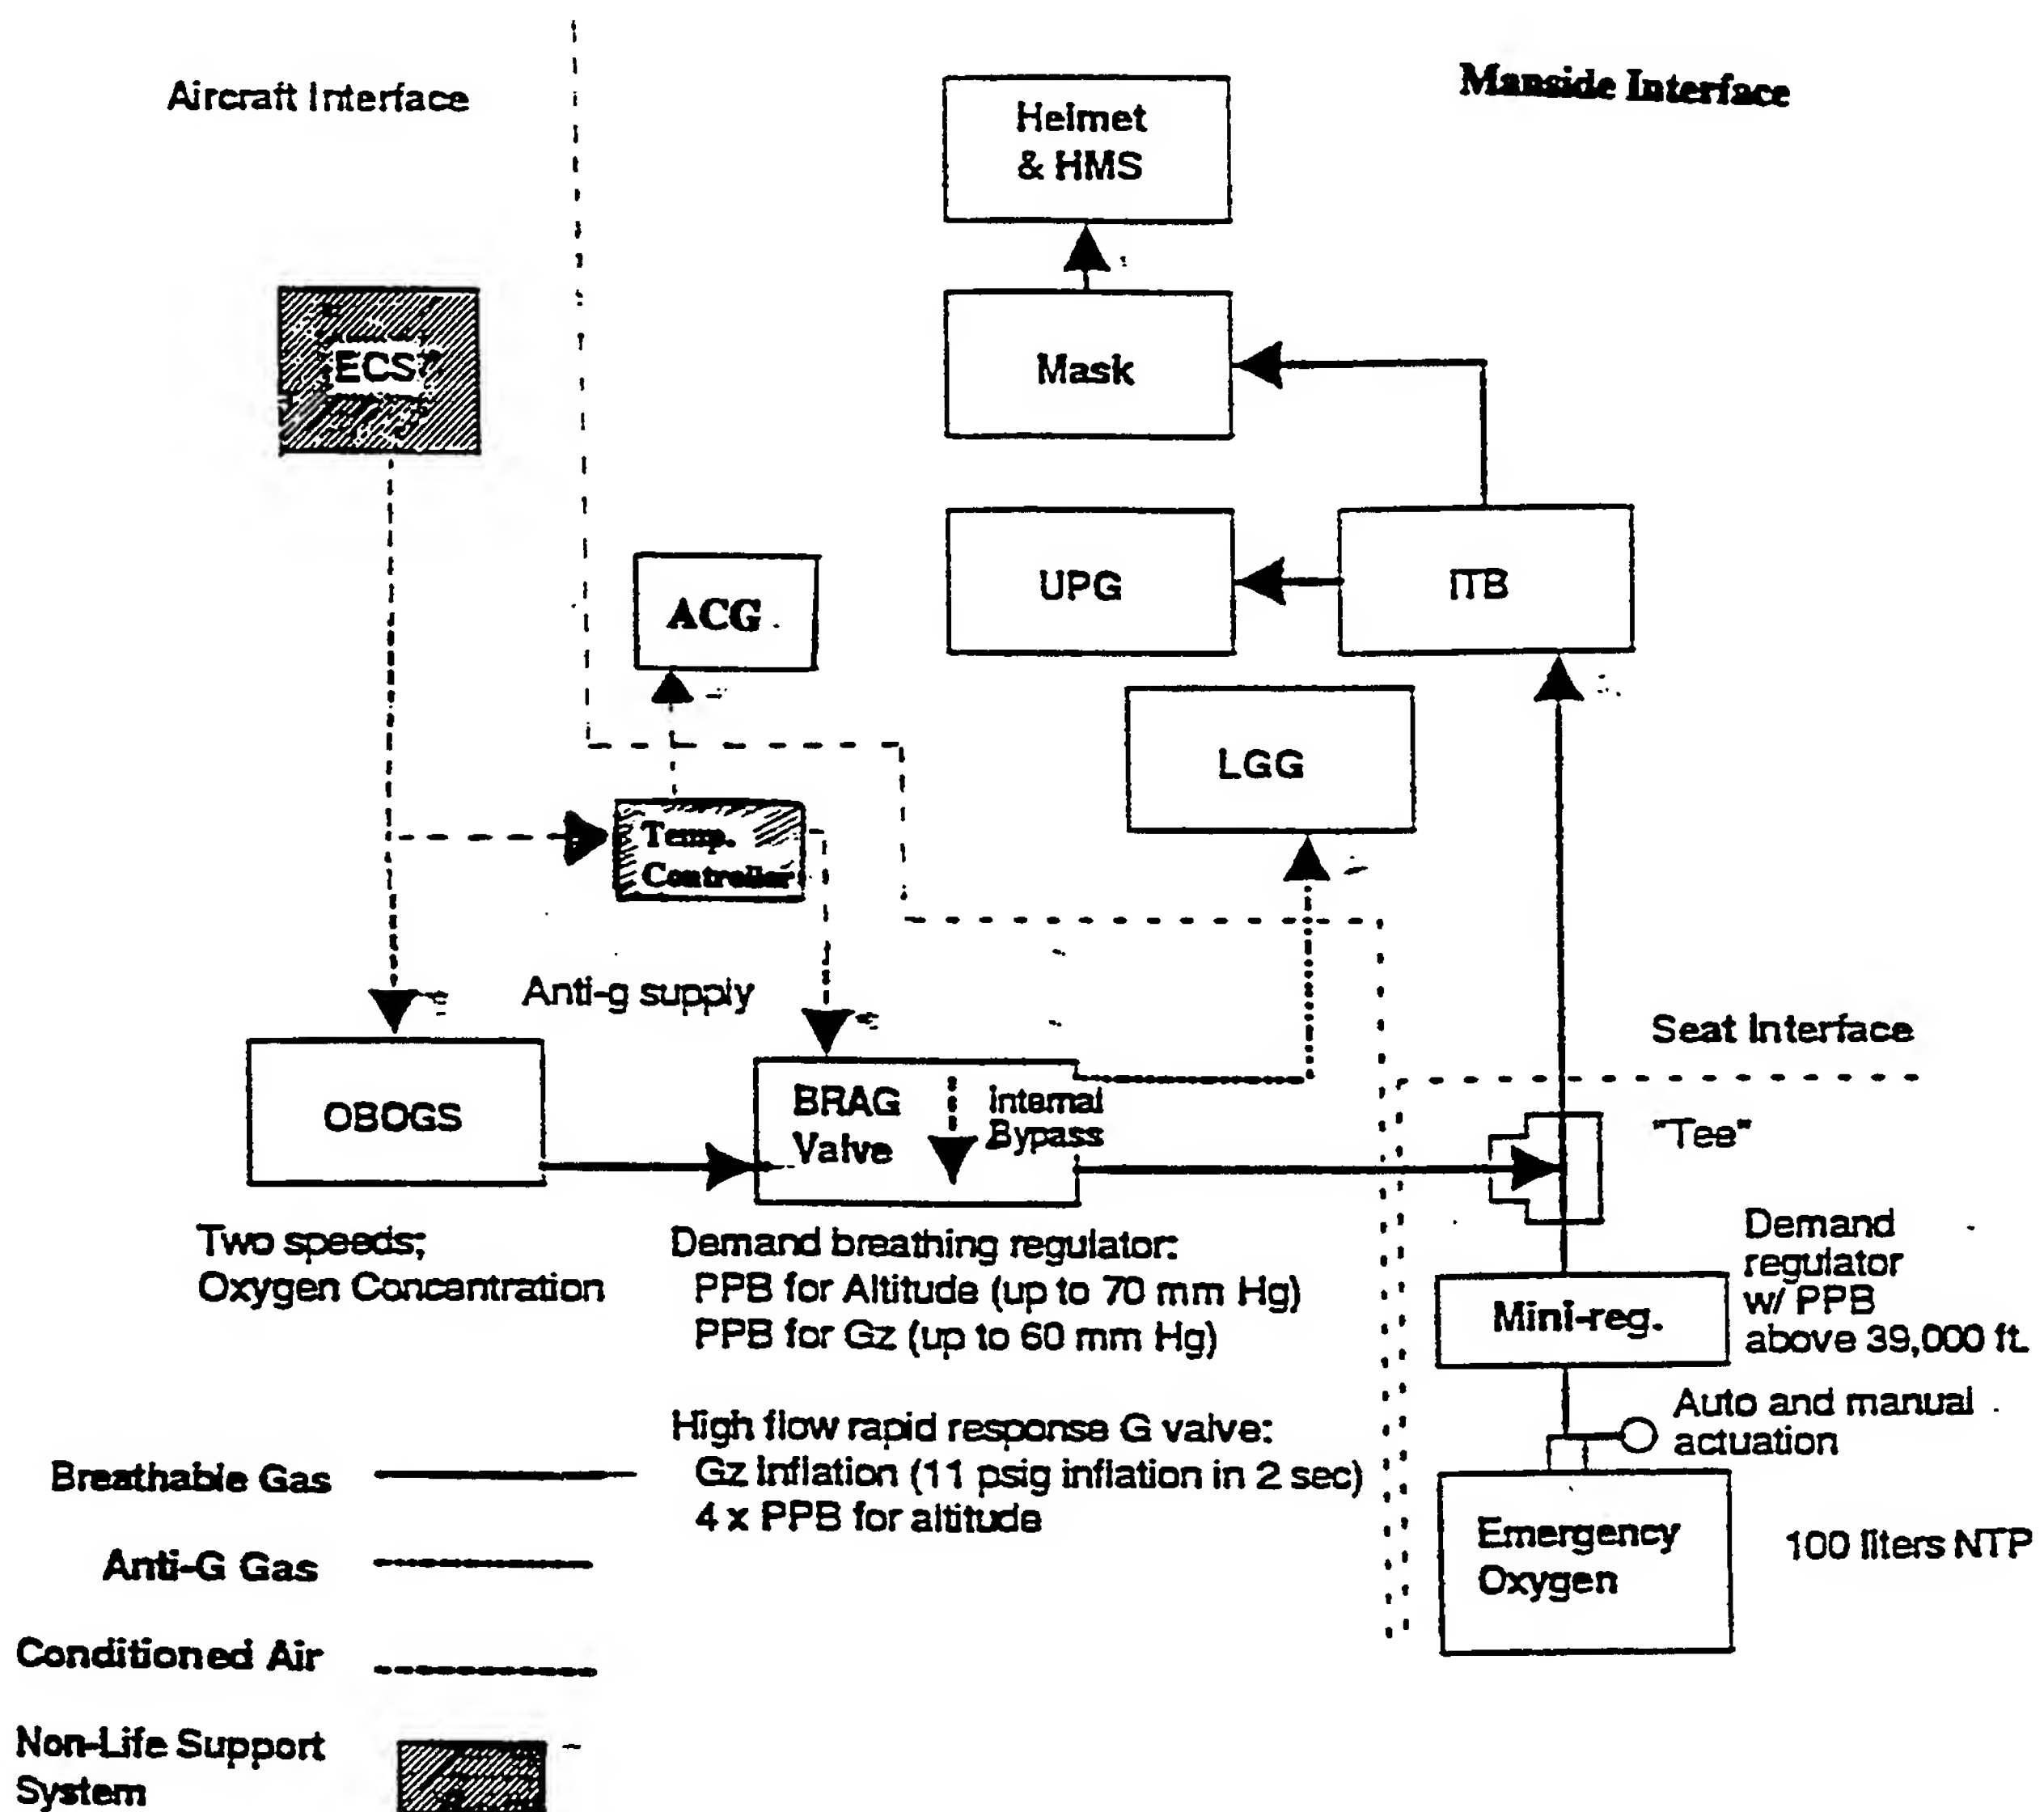 Aircraft Interface
Manside Interface
Helmet
& HMS
ECS
Mask
ACG
UPG
ITB
LGG
Temp.
Controller
Anti-g supply
Seat Interface
OBOGS
BRAG
Valve
Internal
Bypass
"Tee"
Two speeds;
Oxygen Concentration
Demand breathing regulator:
PPB for Altitude (up to 70 mm Hg)
PPB for Gz (up to 60 mm Hg)
Demand
regulator
w/ PPB
above 39,000 ft.
Mini-reg.
High flow rapid response G valve:
Gz Inflation (11 psig inflation in 2 sec)
4 x PPB for altitude
Auto and manual
actuation
Emergency
Oxygen
100 liters NTP
Breathable Gas
Anti-G Gas
Conditioned Air
Non-Life Support
System